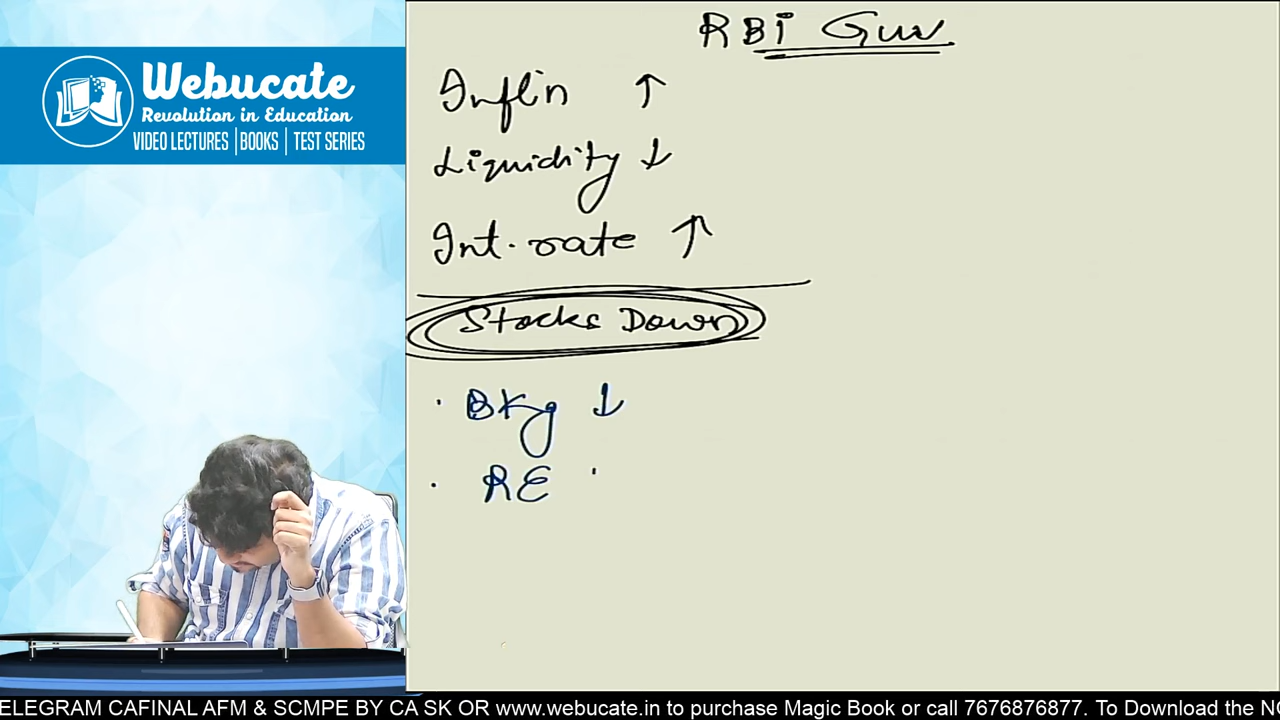 Webucate
Revolution in Education
VIDEO LECTURES | BOOKS | TEST SERIES
RBI Guv
Infl'n ↑
Liquidity ↓
Int. rate ↑
Stocks Down
· Bkg ↓
· RE
ELEGRAM CAFINAL AFM & SCMPE BY CA SK OR www.webucate.in to purchase Magic Book or call 7676876877. To Download the NO